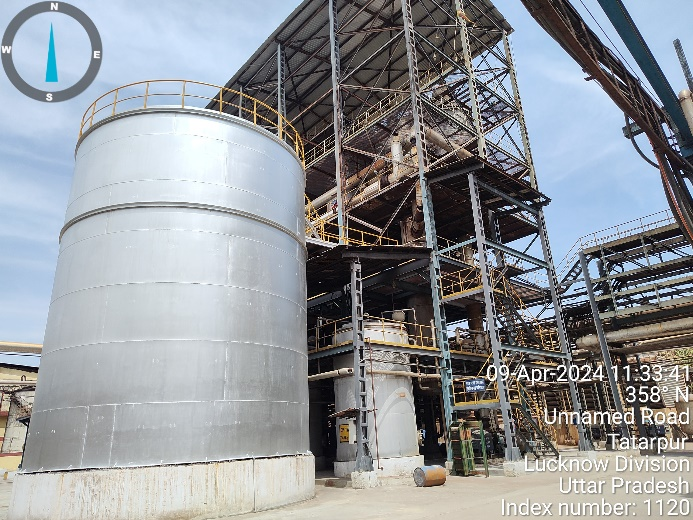 N
W
E
S
09-Apr-2024 11:33:41
358° N
Unnamed Road
Tatarpur
Lucknow Division
Uttar Pradesh
Index number: 1120